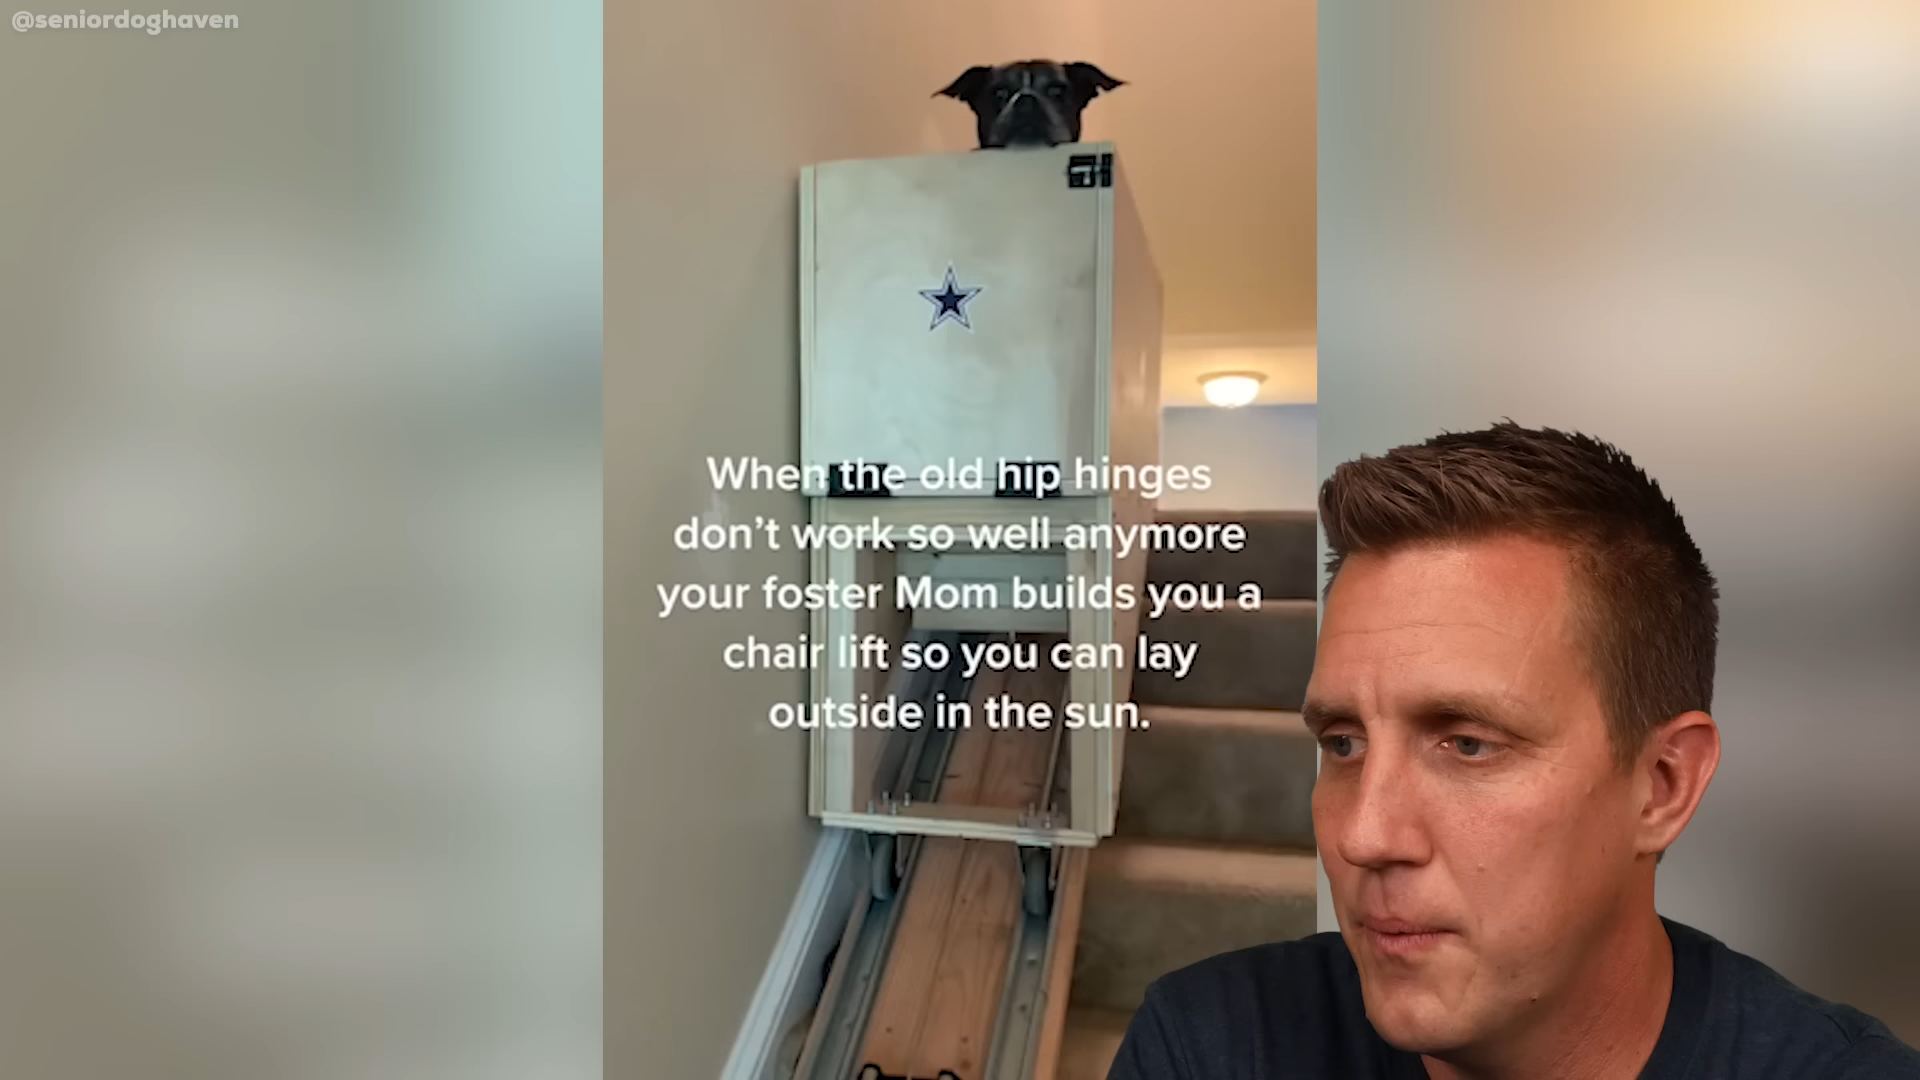 @seniordoghaven
When the old hip hinges
don't work so well anymore
your foster Mom builds you a
chair lift so you can lay
outside in the sun.